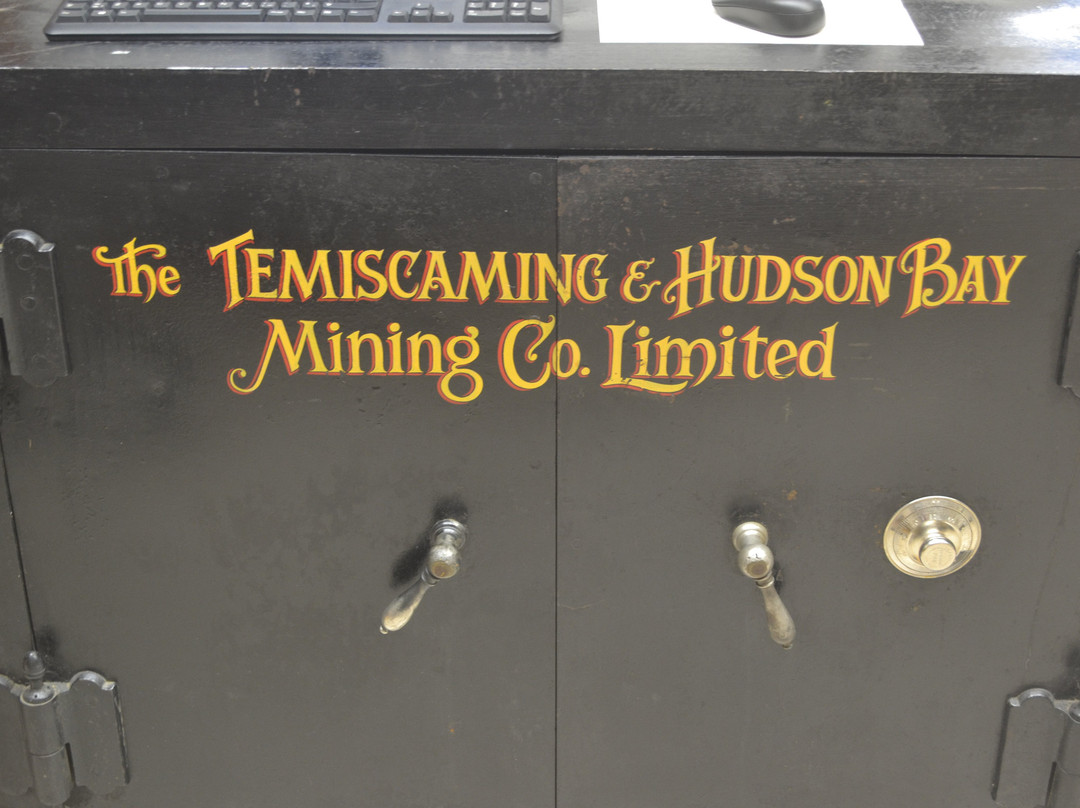 The TEMISCAMING & HUDSON BAY
Mining Co. Limited